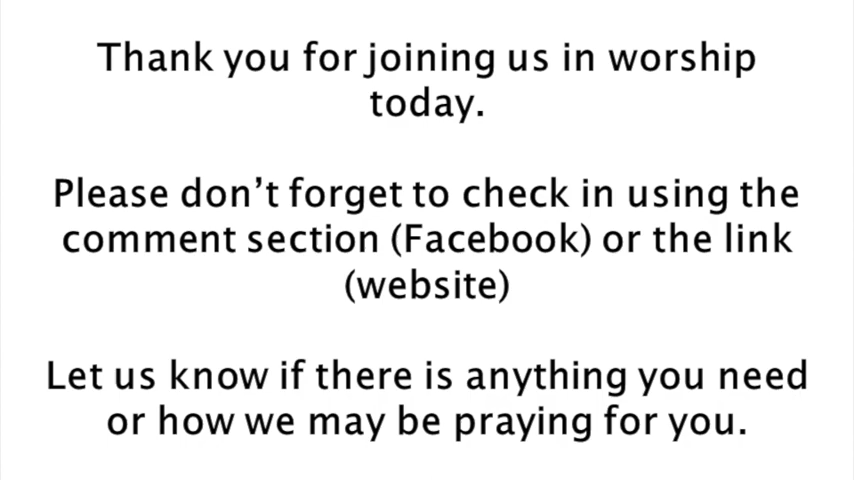 Thank you for joining us in worship
today.
Please don’t forget to check in using the
comment section (Facebook) or the link
(website)
Let us know if there is anything you need
or how we may be praying for you.